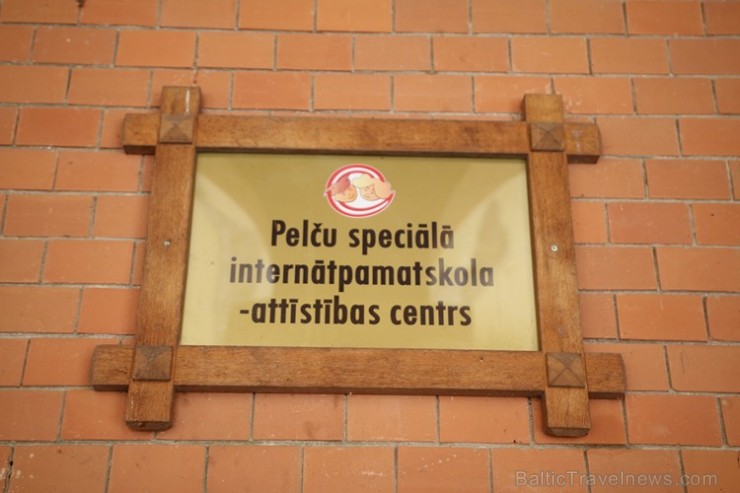 Pelču speciālā
internātpamatskola
-attīstības centrs
BalticTravelNews.com